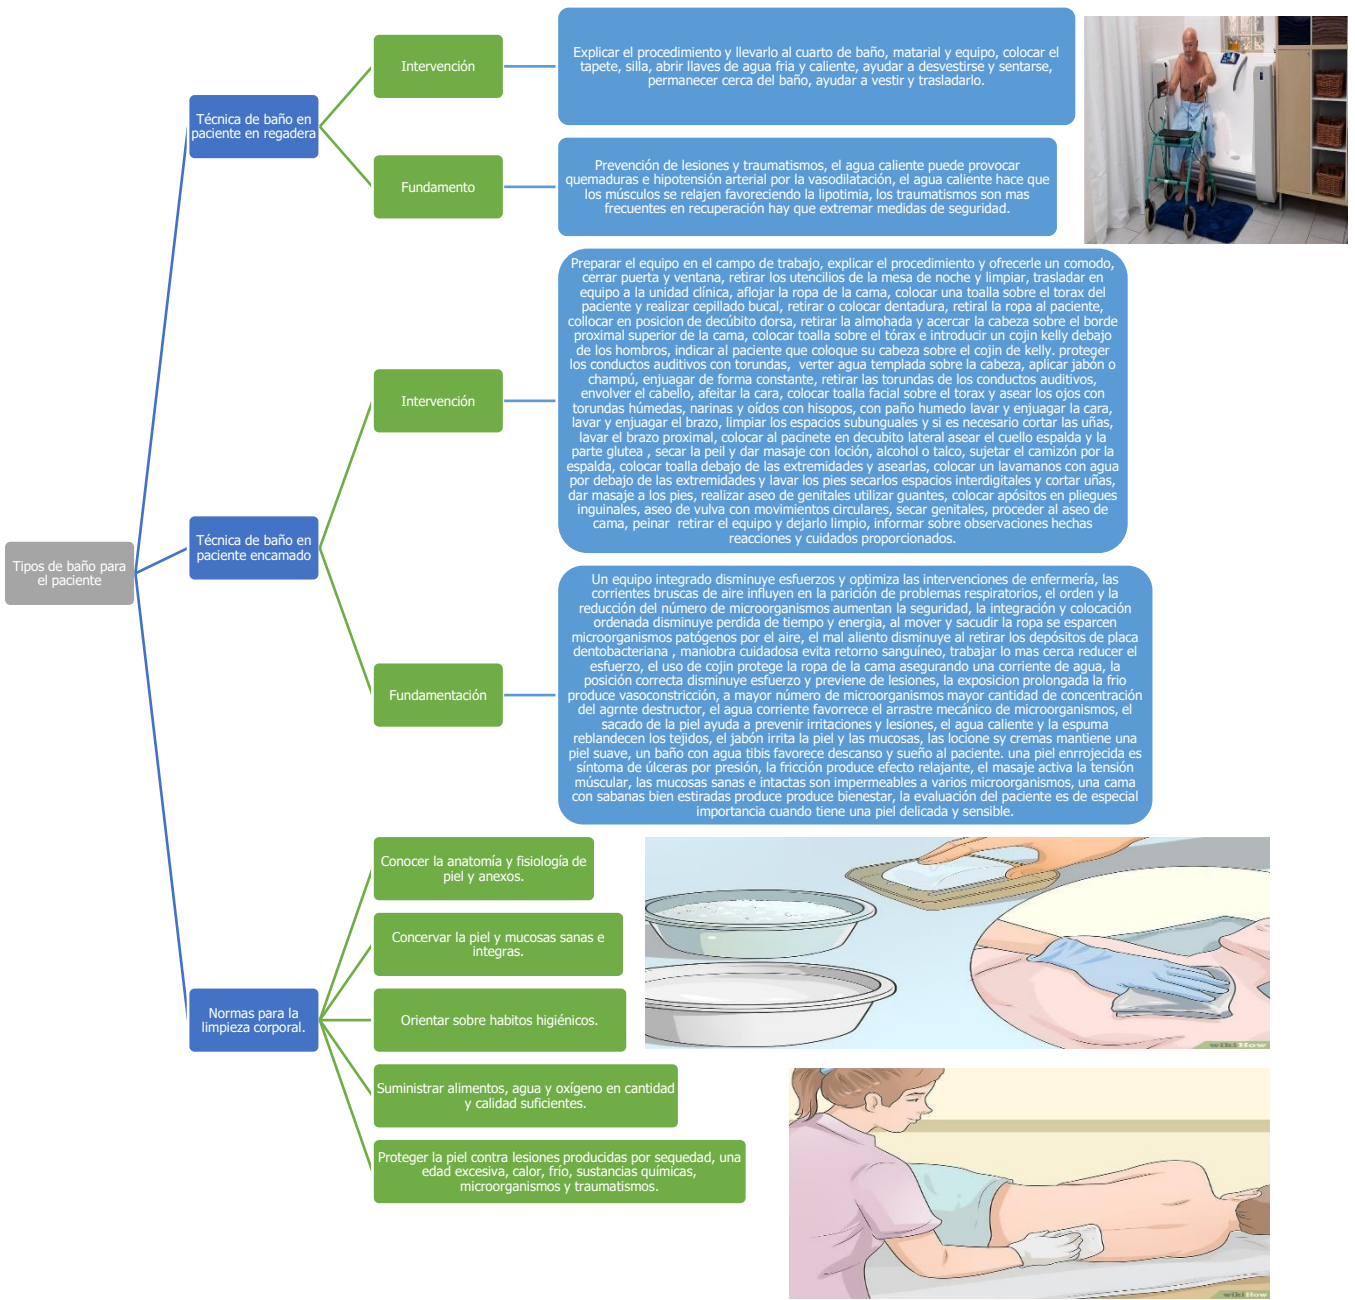 Tipos de baño para
el paciente
Técnica de baño en
paciente en regadera
Intervención
Explicar el procedimiento y llevarlo al cuarto de baño, matarial y equipo, colocar el
tapete, silla, abrir llaves de agua fria y caliente, ayudar a desvestirse y sentarse,
permanecer cerca del baño, ayudar a vestir y trasladarlo.
Fundamento
Prevención de lesiones y traumatismos, el agua caliente puede provocar
quemaduras e hipotensión arterial por la vasodilatación, el agua caliente hace que
los músculos se relajen favoreciendo la lipotimia, los traumatismos son mas
frecuentes en recuperación hay que extremar medidas de seguridad.
Técnica de baño en
paciente encamado
Intervención
Preparar el equipo en el campo de trabajo, explicar el procedimiento y ofrecerle un comodo,
cerrar puerta y ventana, retirar los utencilios de la mesa de noche y limpiar, trasladar en
equipo a la unidad clínica, aflojar la ropa de la cama, colocar una toalla sobre el torax del
paciente y realizar cepillado bucal, retirar o colocar dentadura, retiral la ropa al paciente,
collocar en posicion de decúbito dorsa, retirar la almohada y acercar la cabeza sobre el borde
proximal superior de la cama, colocar toalla sobre el tórax e introducir un cojin kelly debajo
de los hombros, indicar al paciente que coloque su cabeza sobre el cojin de kelly. proteger
los conductos auditivos con torundas, verter agua templada sobre la cabeza, aplicar jabón o
champú, enjuagar de forma constante, retirar las torundas de los conductos auditivos,
envolver el cabello, afeitar la cara, colocar toalla facial sobre el torax y asear los ojos con
torundas húmedas, narinas y oídos con hisopos, con paño humedo lavar y enjuagar la cara,
lavar y enjuagar el brazo, limpiar los espacios subunguales y si es necesario cortar las uñas,
lavar el brazo proximal, colocar al pacinete en decubito lateral asear el cuello espalda y la
parte glutea , secar la peil y dar masaje con loción, alcohol o talco, sujetar el camizón por la
espalda, colocar toalla debajo de las extremidades y asearlas, colocar un lavamanos con agua
por debajo de las extremidades y lavar los pies secarlos espacios interdigitales y cortar uñas,
dar masaje a los pies, realizar aseo de genitales utilizar guantes, colocar apósitos en pliegues
inguinales, aseo de vulva con movimientos circulares, secar genitales, proceder al aseo de
cama, peinar retirar el equipo y dejarlo limpio, informar sobre observaciones hechas
reacciones y cuidados proporcionados.
Fundamentación
Un equipo integrado disminuye esfuerzos y optimiza las intervenciones de enfermería, las
corrientes bruscas de aire influyen en la parición de problemas respiratorios, el orden y la
reducción del número de microorganismos aumentan la seguridad, la integración y colocación
ordenada disminuye perdida de tiempo y energia, al mover y sacudir la ropa se esparcen
microorganismos patógenos por el aire, el mal aliento disminuye al retirar los depósitos de placa
dentobacteriana , maniobra cuidadosa evita retorno sanguíneo, trabajar lo mas cerca reducer el
esfuerzo, el uso de cojin protege la ropa de la cama asegurando una corriente de agua, la
posición correcta disminuye esfuerzo y previene de lesiones, la exposicion prolongada la frio
produce vasoconstricción, a mayor número de microorganismos mayor cantidad de concentración
del agrnte destructor, el agua corriente favorrece el arrastre mecánico de microorganismos, el
sacado de la piel ayuda a prevenir irritaciones y lesiones, el agua caliente y la espuma
reblandecen los tejidos, el jabón irrita la piel y las mucosas, las locione sy cremas mantiene una
piel suave, un baño con agua tibis favorece descanso y sueño al paciente. una piel enrrojecida es
síntoma de úlceras por presión, la fricción produce efecto relajante, el masaje activa la tensión
múscular, las mucosas sanas e intactas son impermeables a varios microorganismos, una cama
con sabanas bien estiradas produce produce bienestar, la evaluación del paciente es de especial
importancia cuando tiene una piel delicada y sensible.
Normas para la
limpieza corporal.
Conocer la anatomía y fisiología de
piel y anexos.
Concervar la piel y mucosas sanas e
integras.
Orientar sobre habitos higiénicos.
Suministrar alimentos, agua y oxígeno en cantidad
y calidad suficientes.
Proteger la piel contra lesiones producidas por sequedad, una
edad excesiva, calor, frío, sustancias químicas,
microorganismos y traumatismos.
wikiHow
wikiHow